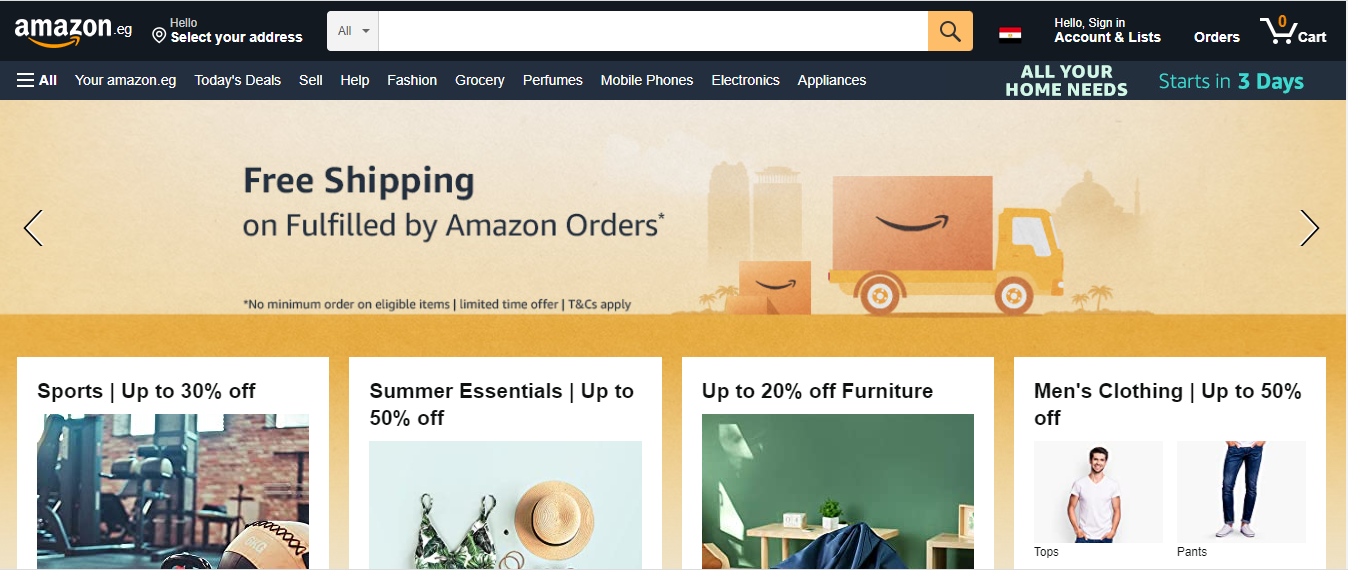 amazon.eg
Hello
Select your address
All
Hello, Sign in
Account & Lists
Orders
0
Cart
All
Your amazon.eg
Today's Deals
Sell
Help
Fashion
Grocery
Perfumes
Mobile Phones
Electronics
Appliances
ALL YOUR
HOME NEEDS
Starts in 3 Days
Free Shipping
on Fulfilled by Amazon Orders*
*No minimum order on eligible items | limited time offer | T&Cs apply
Sports | Up to 30% off
Summer Essentials | Up to
50% off
Up to 20% off Furniture
Men's Clothing | Up to 50%
off
6KG
Tops
Pants